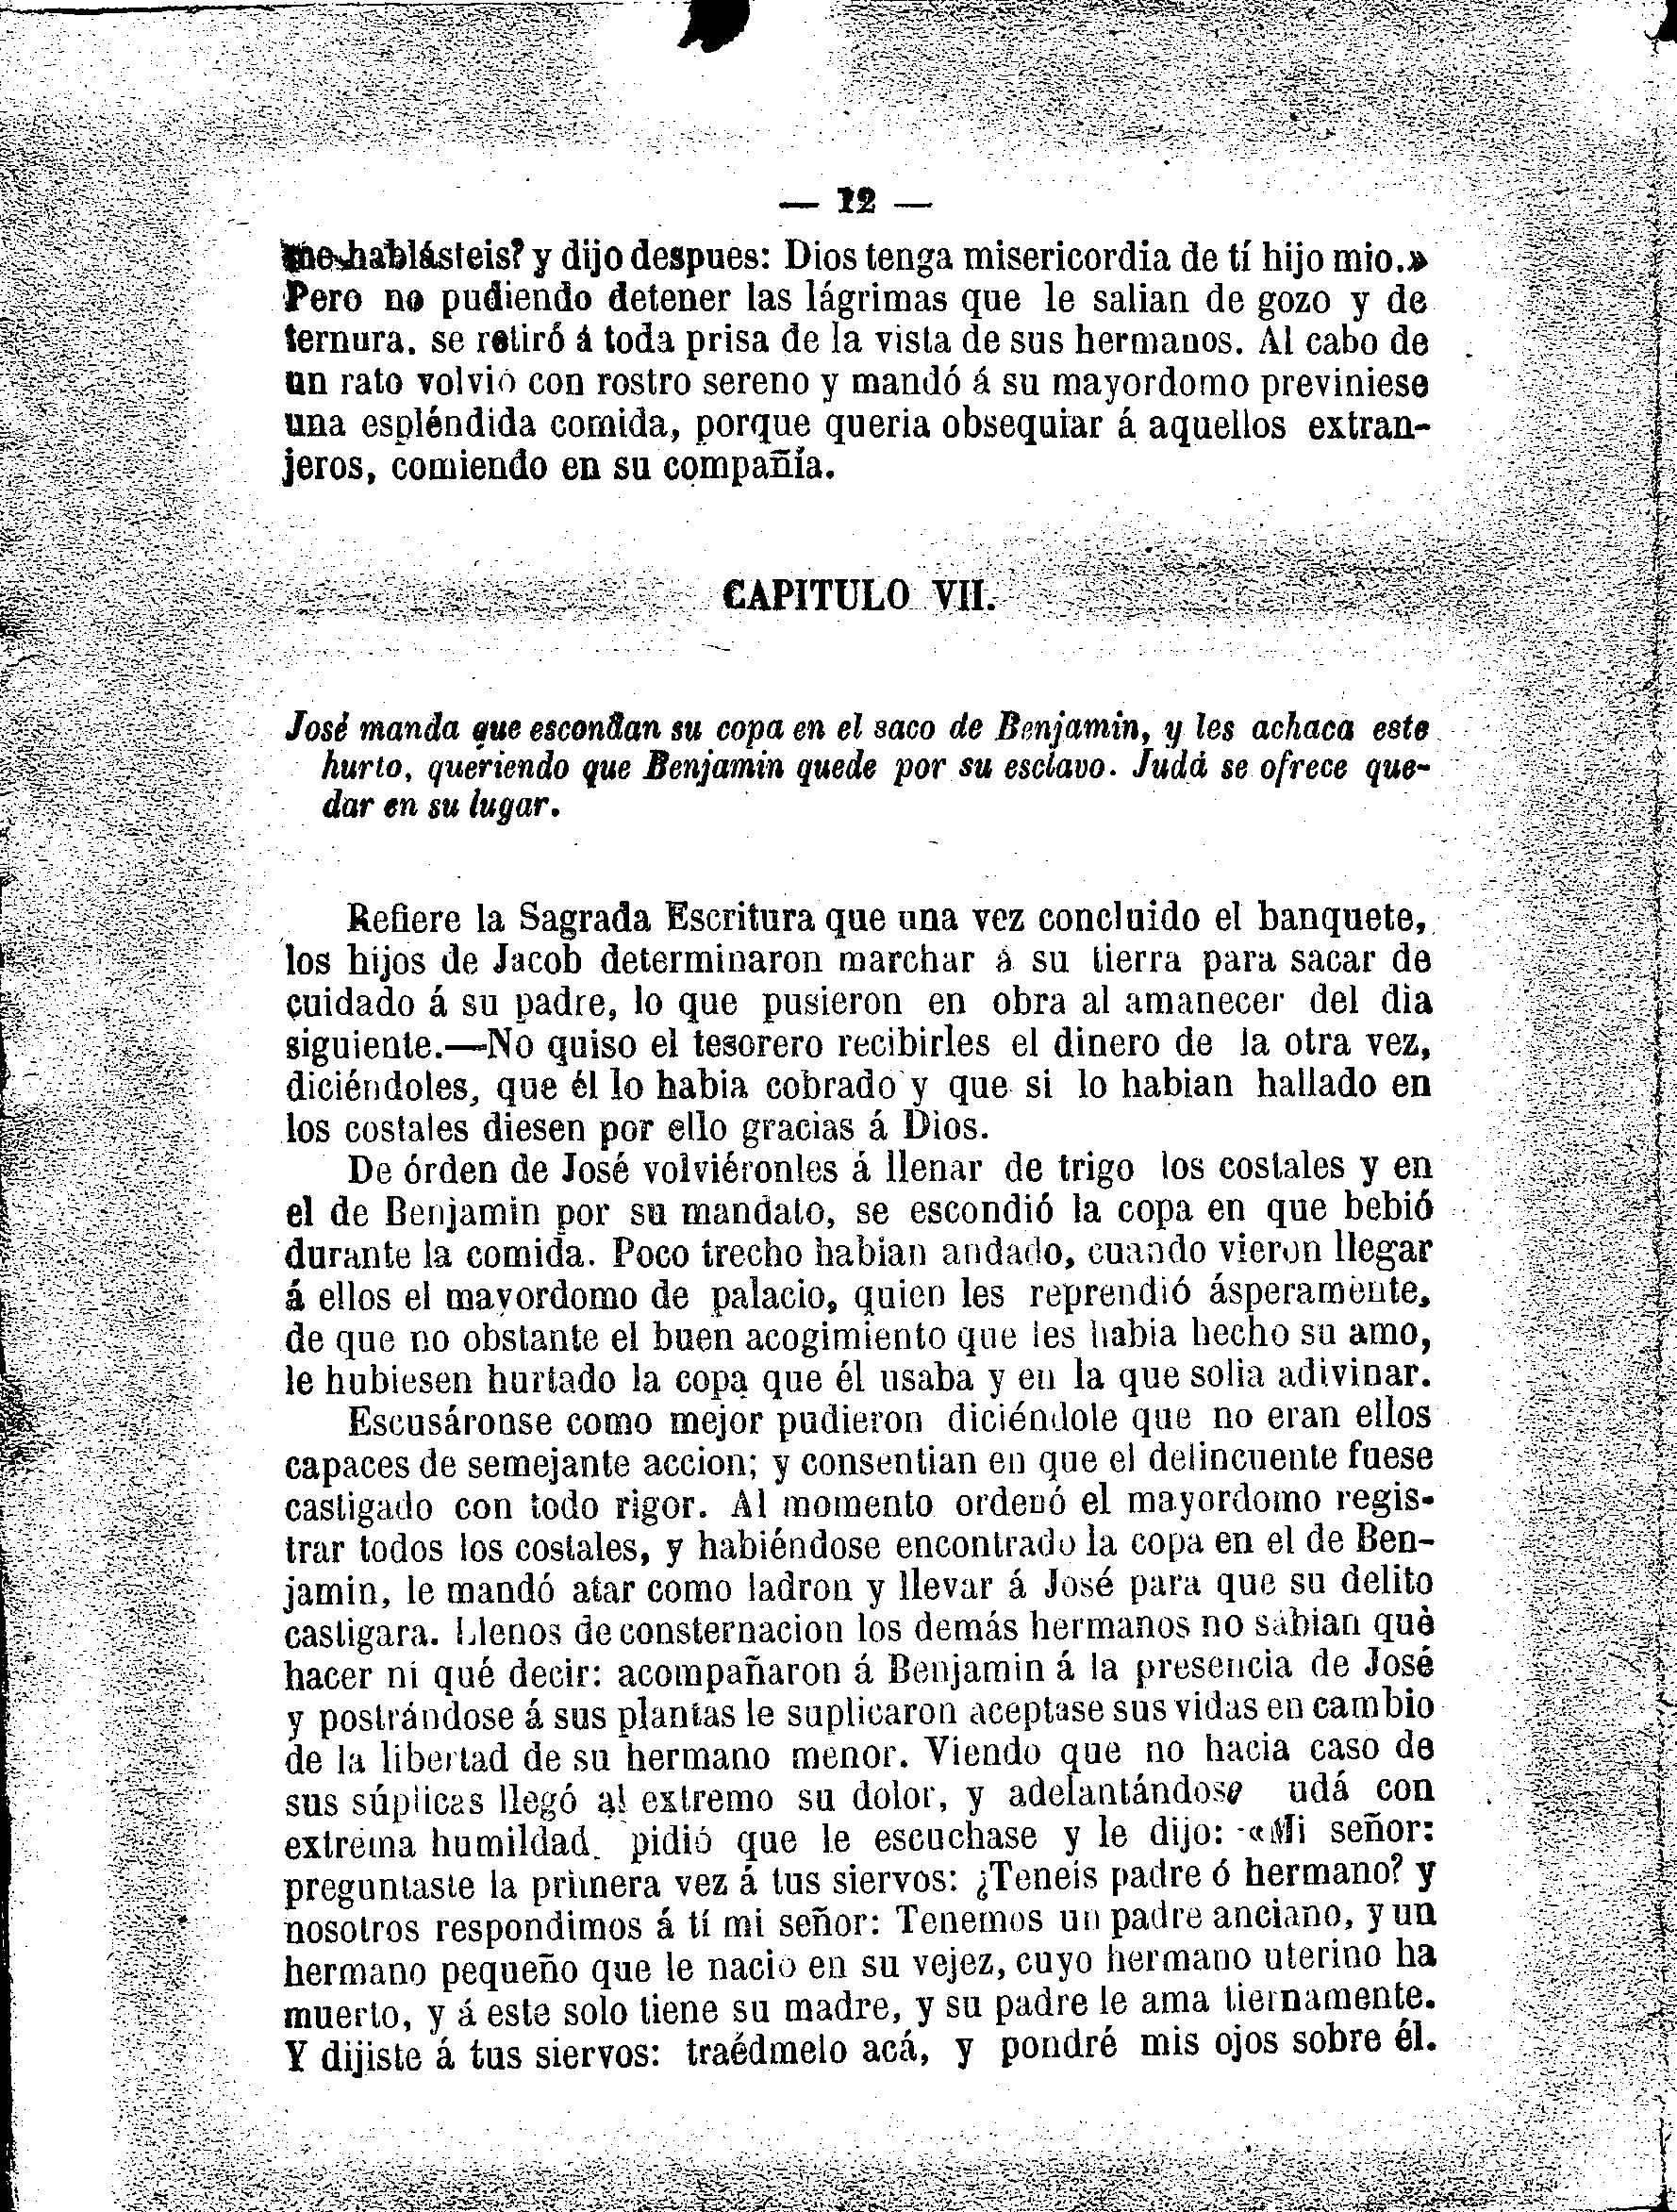 — 12 —
me hablásteis? y dijo despues: Dios tenga misericordia de tí hijo mio.»
Pero no pudiendo detener las lágrimas que le salian de gozo y de
ternura, se retiró á toda prisa de la vista de sus hermanos. Al cabo de
un rato volvió con rostro sereno y mandó á su mayordomo previniese
una espléndida comida, porque queria obsequiar á aquellos extran-
jeros, comiendo en su compañía.
CAPITULO VII.
José manda que escondan su copa en el saco de Benjamin, y les achaca este
hurto, queriendo que Benjamin quede por su esclavo. Judá se ofrece que-
dar en su lugar.
Refiere la Sagrada Escritura que una vez concluido el banquete,
los hijos de Jacob determinaron marchar á su tierra para sacar de
cuidado á su padre, lo que pusieron en obra al amanecer del dia
siguiente.—No quiso el tesorero recibirles el dinero de la otra vez,
diciéndoles, que él lo habia cobrado y que si lo habian hallado en
los costales diesen por ello gracias á Dios.
De órden de José volviéronles á llenar de trigo los costales y en
el de Benjamin por su mandato, se escondió la copa en que bebió
durante la comida. Poco trecho habian andado, cuando vieron llegar
á ellos el mayordomo de palacio, quien les reprendió ásperamente,
de que no obstante el buen acogimiento que les habia hecho su amo,
le hubiesen hurtado la copa que él usaba y en la que solia adivinar.
Escusáronse como mejor pudieron diciéndole que no eran ellos
capaces de semejante accion; y consentian en que el delincuente fuese
castigado con todo rigor. Al momento ordenó el mayordomo regis-
trar todos los costales, y habiéndose encontrado la copa en el de Ben-
jamin, le mandó atar como ladron y llevar á José para que su delito
castigara. Llenos de consternacion los demás hermanos no sabian qué
hacer ni qué decir: acompañaron á Benjamin á la presencia de José
y postrándose á sus plantas le suplicaron aceptase sus vidas en cambio
de la libertad de su hermano menor. Viendo que no hacia caso de
sus súplicas llegó al extremo su dolor, y adelantándose udá con
extrema humildad, pidió que le escuchase y le dijo: «Mi señor:
preguntaste la primera vez á tus siervos: ¿Teneis padre ó hermano? y
nosotros respondimos á tí mi señor: Tenemos un padre anciano, y un
hermano pequeño que le nació en su vejez, cuyo hermano uterino ha
muerto, y á este solo tiene su madre, y su padre le ama tiernamente.
Y dijiste á tus siervos: traédmelo acá, y pondré mis ojos sobre él.